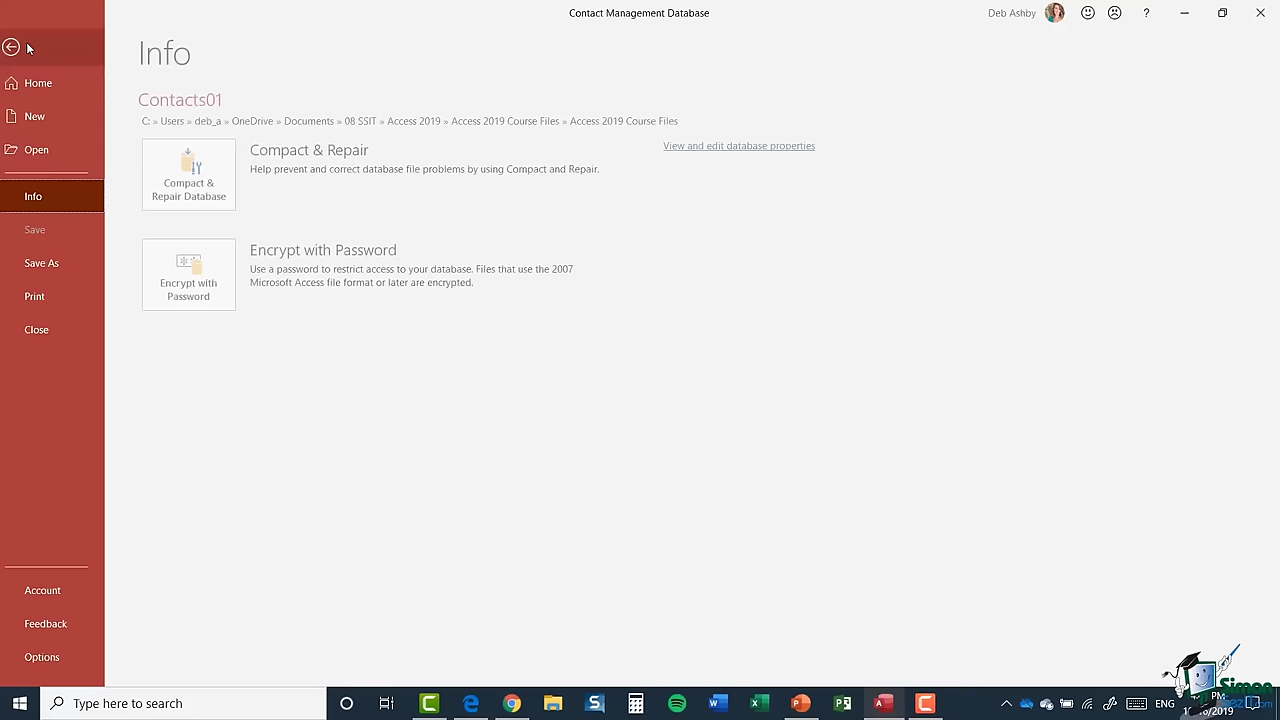 Contact Management Database
Deb Ashby
?
Info
Home
New
Open
Info
Save
Save As
Print
Close
Account
Feedback
Options
Contacts01
C: » Users » deb_a » OneDrive » Documents » 08 SSIT » Access 2019 » Access 2019 Course Files » Access 2019 Course Files
Compact &
Repair Database
Compact & Repair
Help prevent and correct database file problems by using Compact and Repair.
View and edit database properties
Encrypt with
Password
Encrypt with Password
Use a password to restrict access to your database. Files that use the 2007
Microsoft Access file format or later are encrypted.
Type here to search
ENG
PM
Simon